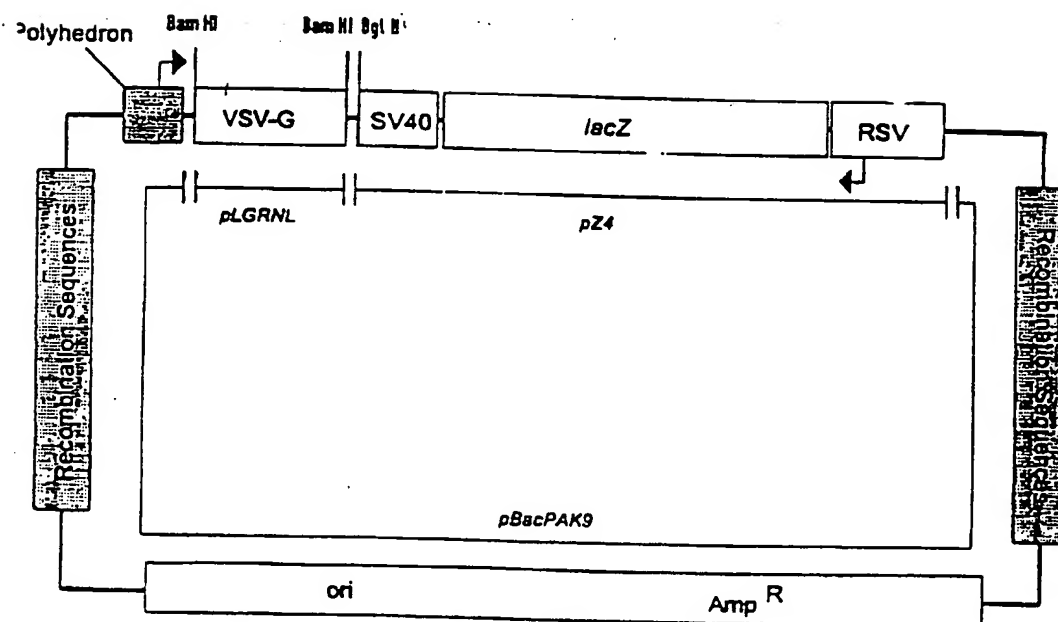 Polyhedron
Bam HI
Bam HI Bgl II
VSV-G
SV40
lacZ
RSV
pLGRNL
pZ4
Recombination Sequences
Recombination Sequences
pBacPAK9
ori
Amp R